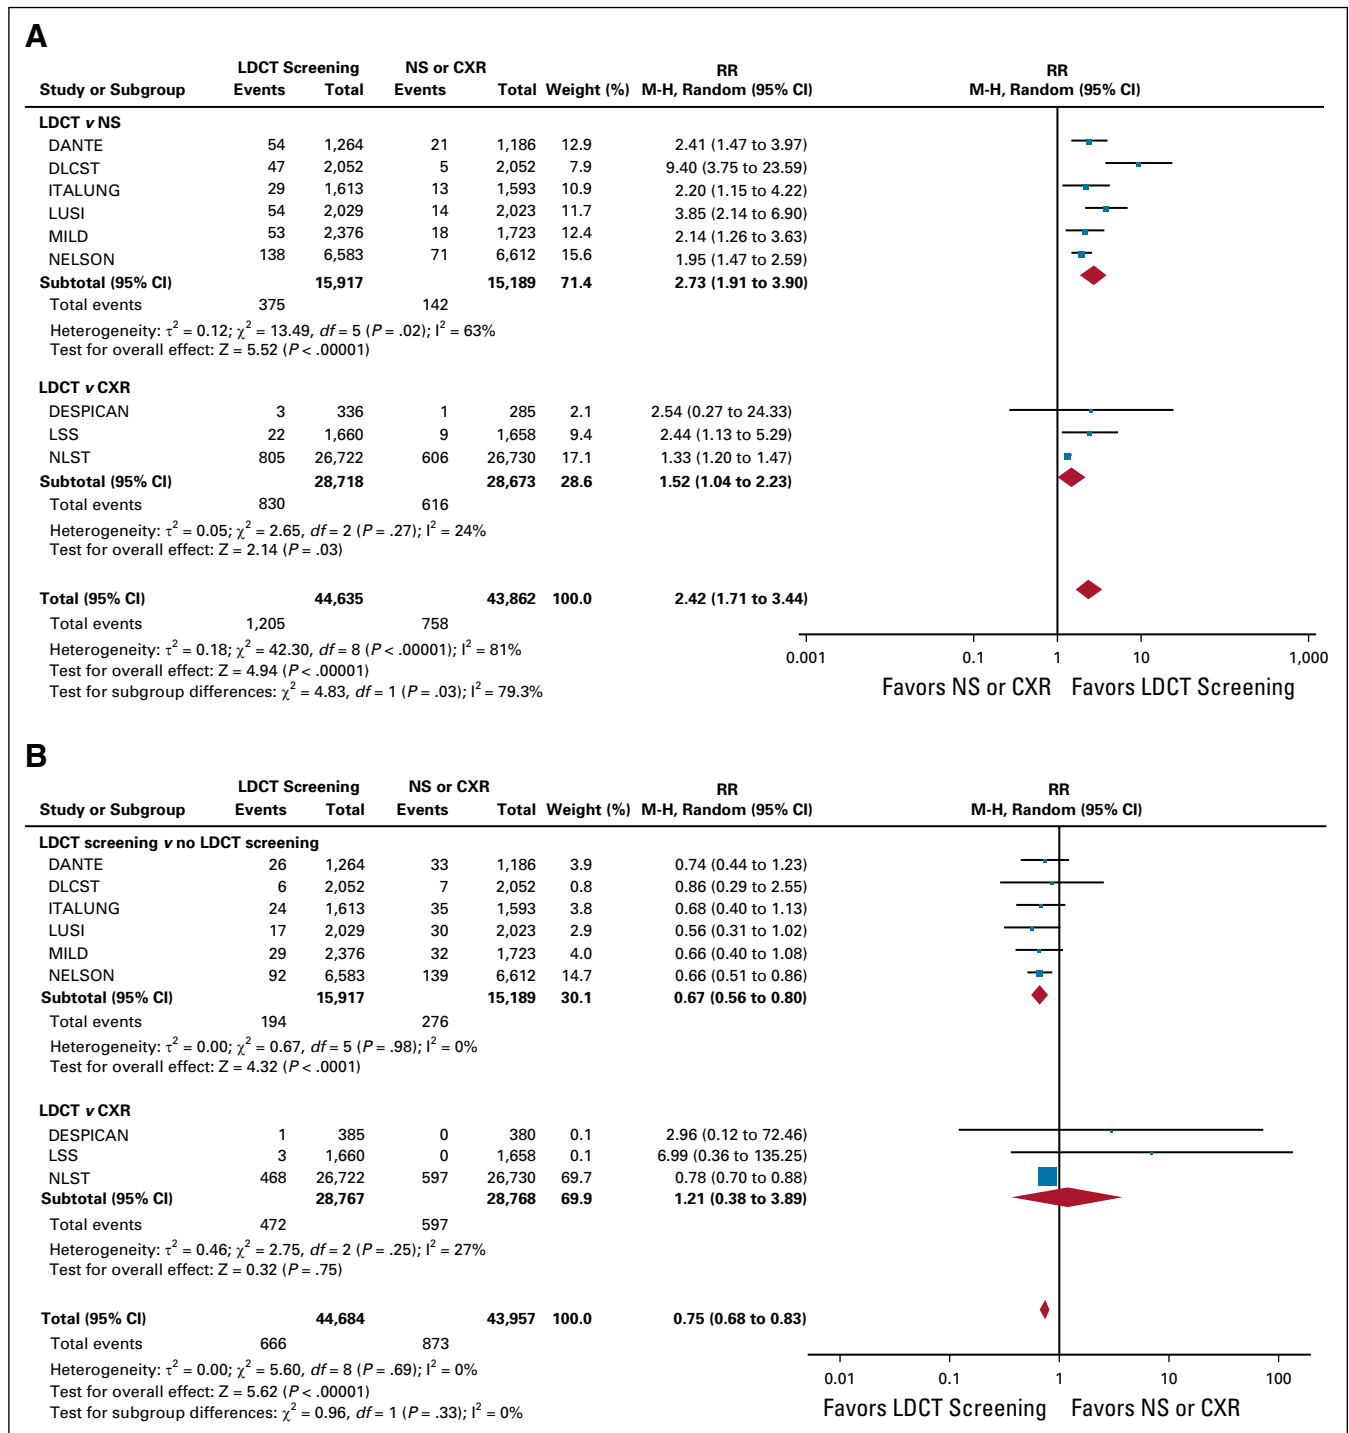 A
LDCT Screening NS or CXR RR RR
Study or Subgroup Events Total Events Total Weight (%) M-H, Random (95% CI) M-H, Random (95% CI)
LDCT v NS
DANTE 54 1,264 21 1,186 12.9 2.41 (1.47 to 3.97)
DLCST 47 2,052 5 2,052 7.9 9.40 (3.75 to 23.59)
ITALUNG 29 1,613 13 1,593 10.9 2.20 (1.15 to 4.22)
LUSI 54 2,029 14 2,023 11.7 3.85 (2.14 to 6.90)
MILD 53 2,376 18 1,723 12.4 2.14 (1.26 to 3.63)
NELSON 138 6,583 71 6,612 15.6 1.95 (1.47 to 2.59)
Subtotal (95% CI) 15,917 15,189 71.4 2.73 (1.91 to 3.90)
Total events 375 142
Heterogeneity: τ² = 0.12; χ² = 13.49, df = 5 (P = .02); I² = 63%
Test for overall effect: Z = 5.52 (P < .00001)
LDCT v CXR
DESPICAN 3 336 1 285 2.1 2.54 (0.27 to 24.33)
LSS 22 1,660 9 1,658 9.4 2.44 (1.13 to 5.29)
NLST 805 26,722 606 26,730 17.1 1.33 (1.20 to 1.47)
Subtotal (95% CI) 28,718 28,673 28.6 1.52 (1.04 to 2.23)
Total events 830 616
Heterogeneity: τ² = 0.05; χ² = 2.65, df = 2 (P = .27); I² = 24%
Test for overall effect: Z = 2.14 (P = .03)
Total (95% CI) 44,635 43,862 100.0 2.42 (1.71 to 3.44)
Total events 1,205 758
Heterogeneity: τ² = 0.18; χ² = 42.30, df = 8 (P < .00001); I² = 81%
Test for overall effect: Z = 4.94 (P < .00001)
Test for subgroup differences: χ² = 4.83, df = 1 (P = .03); I² = 79.3%
0.001 0.1 1 10 1,000
Favors NS or CXR Favors LDCT Screening
B
LDCT Screening NS or CXR RR RR
Study or Subgroup Events Total Events Total Weight (%) M-H, Random (95% CI) M-H, Random (95% CI)
LDCT screening v no LDCT screening
DANTE 26 1,264 33 1,186 3.9 0.74 (0.44 to 1.23)
DLCST 6 2,052 7 2,052 0.8 0.86 (0.29 to 2.55)
ITALUNG 24 1,613 35 1,593 3.8 0.68 (0.40 to 1.13)
LUSI 17 2,029 30 2,023 2.9 0.56 (0.31 to 1.02)
MILD 29 2,376 32 1,723 4.0 0.66 (0.40 to 1.08)
NELSON 92 6,583 139 6,612 14.7 0.66 (0.51 to 0.86)
Subtotal (95% CI) 15,917 15,189 30.1 0.67 (0.56 to 0.80)
Total events 194 276
Heterogeneity: τ² = 0.00; χ² = 0.67, df = 5 (P = .98); I² = 0%
Test for overall effect: Z = 4.32 (P < .0001)
LDCT v CXR
DESPICAN 1 385 0 380 0.1 2.96 (0.12 to 72.46)
LSS 3 1,660 0 1,658 0.1 6.99 (0.36 to 135.25)
NLST 468 26,722 597 26,730 69.7 0.78 (0.70 to 0.88)
Subtotal (95% CI) 28,767 28,768 69.9 1.21 (0.38 to 3.89)
Total events 472 597
Heterogeneity: τ² = 0.46; χ² = 2.75, df = 2 (P = .25); I² = 27%
Test for overall effect: Z = 0.32 (P = .75)
Total (95% CI) 44,684 43,957 100.0 0.75 (0.68 to 0.83)
Total events 666 873
Heterogeneity: τ² = 0.00; χ² = 5.60, df = 8 (P = .69); I² = 0%
Test for overall effect: Z = 5.62 (P < .00001)
Test for subgroup differences: χ² = 0.96, df = 1 (P = .33); I² = 0%
0.01 0.1 1 10 100
Favors LDCT Screening Favors NS or CXR